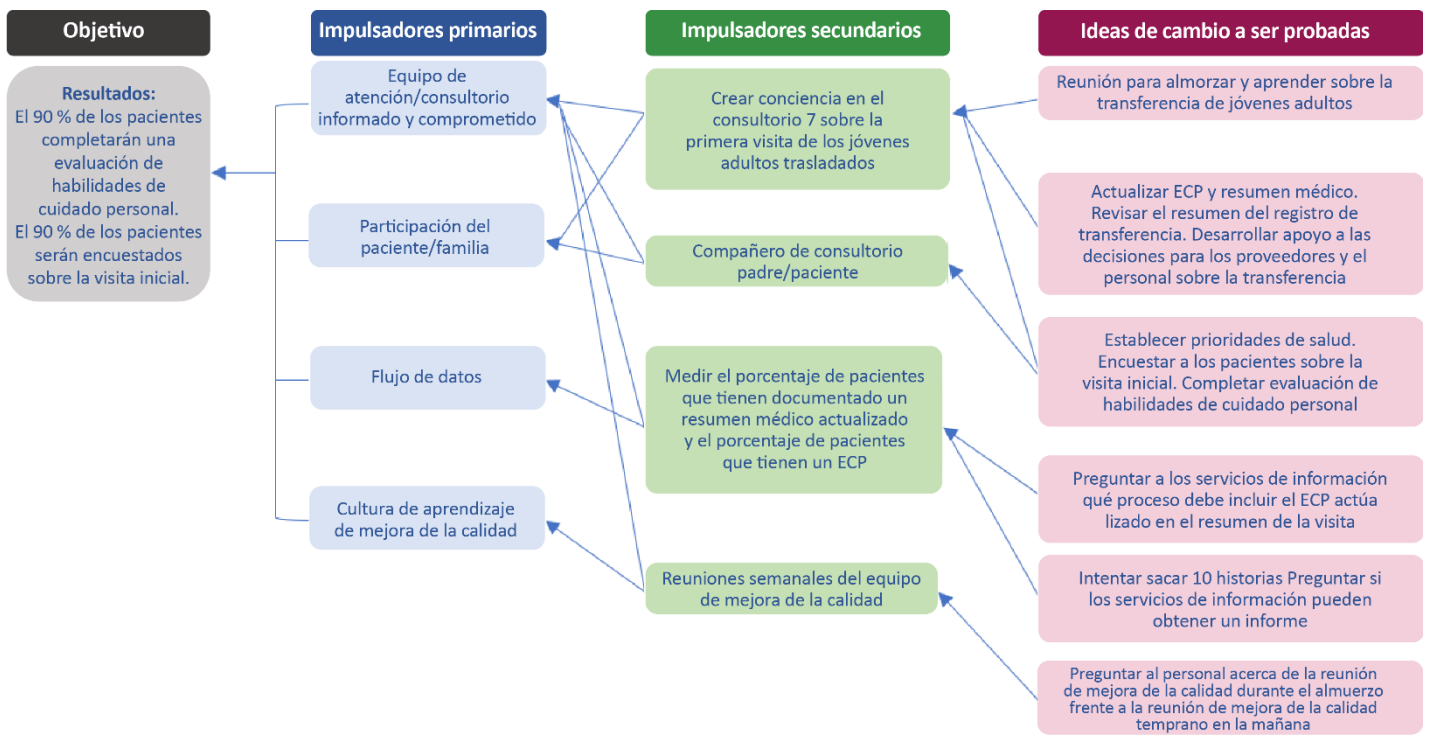 Objetivo
Resultados:
El 90 % de los pacientes
completarán una
evaluación de
habilidades de
cuidado personal.
El 90 % de los pacientes
serán encuestados
sobre la visita inicial.
Impulsadores primarios
Equipo de
atención/consultorio
informado y comprometido
Participación del
paciente/familia
Flujo de datos
Cultura de aprendizaje
de mejora de la calidad
Impulsadores secundarios
Crear conciencia en el
consultorio 7 sobre la
primera visita de los jóvenes
adultos trasladados
Compañero de consultorio
padre/paciente
Medir el porcentaje de pacientes
que tienen documentado un
resumen médico actualizado
y el porcentaje de pacientes
que tienen un ECP
Reuniones semanales del equipo
de mejora de la calidad
Ideas de cambio a ser probadas
Reunión para almorzar y aprender sobre la
transferencia de jóvenes adultos
Actualizar ECP y resumen médico.
Revisar el resumen del registro de
transferencia. Desarrollar apoyo a las
decisiones para los proveedores y el
personal sobre la transferencia
Establecer prioridades de salud.
Encuestar a los pacientes sobre la
visita inicial. Completar evaluación de
habilidades de cuidado personal
Preguntar a los servicios de información
qué proceso debe incluir el ECP actúa
lizado en el resumen de la visita
Intentar sacar 10 historias Preguntar si
los servicios de información pueden
obtener un informe
Preguntar al personal acerca de la reunión
de mejora de la calidad durante el almuerzo
frente a la reunión de mejora de la calidad
temprano en la mañana